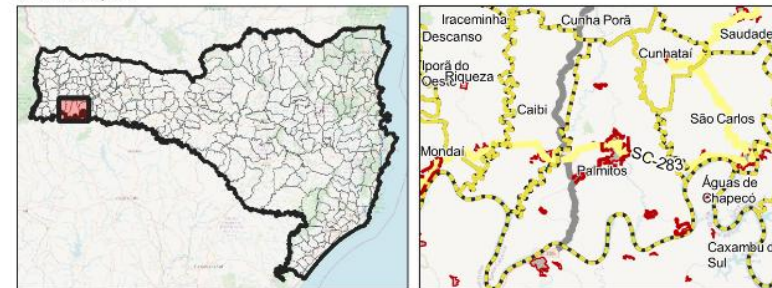 Iraceminha
Cunha Porã
Saudade
Descanso
Cunhataí
Iporã do
Oeste
Riqueza
Caibi
São Carlos
Mondaí
SC-283
Palmitos
Águas de
Chapecó
Caxambu d
Sul